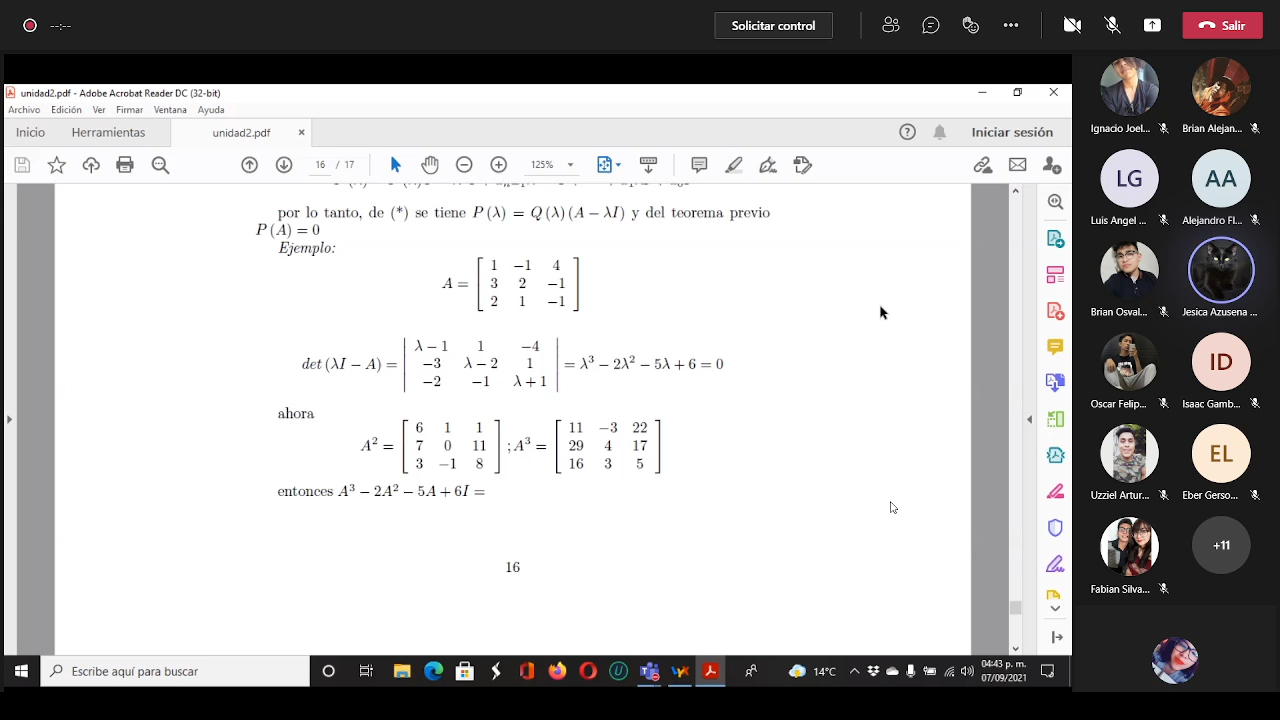 --:--
Solicitar control
Salir
unidad2.pdf - Adobe Acrobat Reader DC (32-bit)
Archivo Edición Ver Firmar Ventana Ayuda
Inicio Herramientas unidad2.pdf × Iniciar sesión
16 / 17 125%
por lo tanto, de (*) se tiene P (λ) = Q (λ) (A − λI) y del teorema previo
P (A) = 0
Ejemplo:
A = [ 1 −1 4
3 2 −1
2 1 −1 ]
det (λI − A) = | λ − 1 1 −4
−3 λ − 2 1
−2 −1 λ + 1 | = λ³ − 2λ² − 5λ + 6 = 0
ahora
A² = [ 6 1 1
7 0 11
3 −1 8 ] ; A³ = [ 11 −3 22
29 4 17
16 3 5 ]
entonces A³ − 2A² − 5A + 6I =
16
Escribe aquí para buscar
14°C
04:43 p. m.
07/09/2021
Ignacio Joel...
Brian Alejan...
LG
Luis Angel ...
AA
Alejandro Fl...
Brian Osval...
Jesica Azusena ...
Oscar Felip...
ID
Isaac Gamb...
Uzziel Artur...
EL
Eber Gerso...
Fabian Silva...
+11